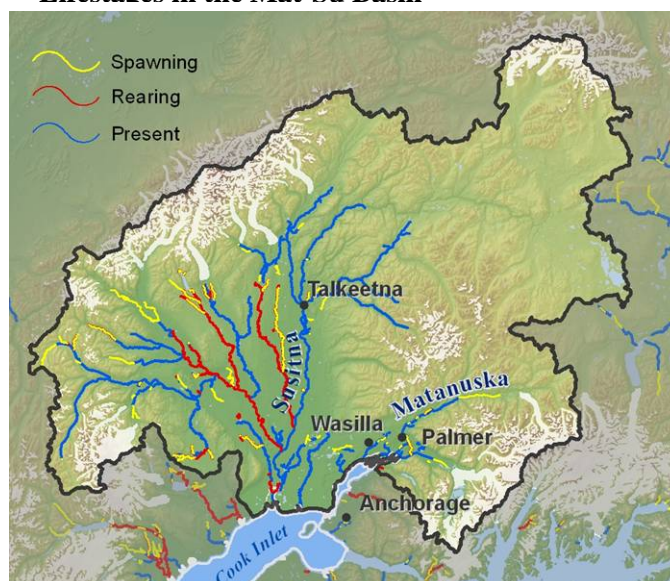 Lifestages in the Mat-Su Basin
Spawning
Rearing
Present
Talkeetna
Susitna
Matanuska
Wasilla
Palmer
Anchorage
Cook Inlet